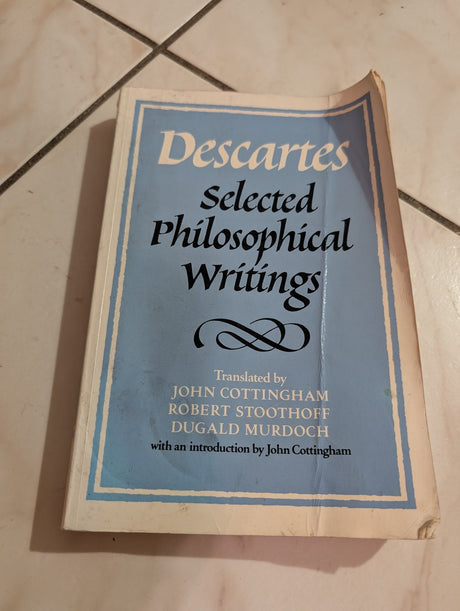 Descartes
Selected
Philosophical
Writings
Translated by
JOHN COTTINGHAM
ROBERT STOOTHOFF
DUGALD MURDOCH
with an introduction by John Cottingham